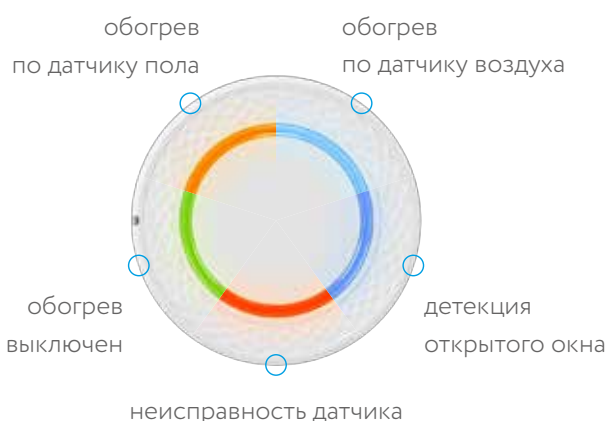 обогрев
по датчику пола
обогрев
по датчику воздуха
обогрев
выключен
детекция
открытого окна
неисправность датчика